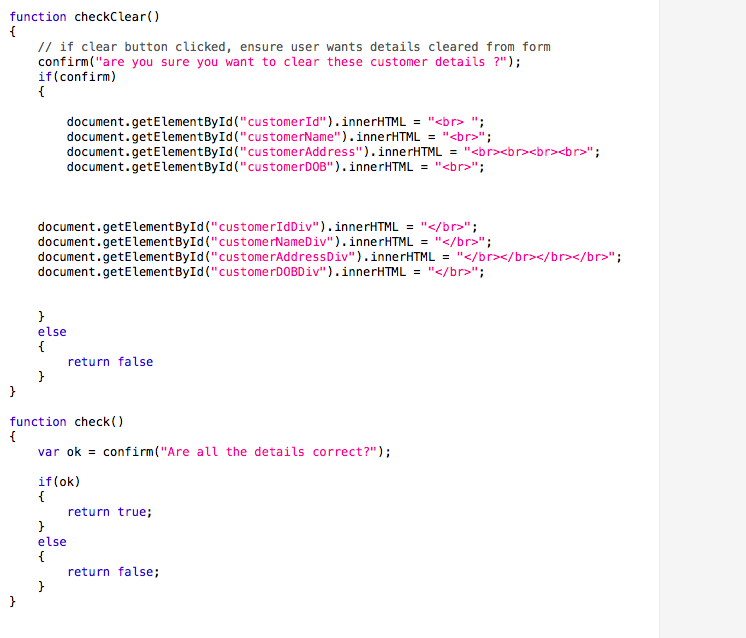 function checkClear()
{
// if clear button clicked, ensure user wants details cleared from form
confirm("are you sure you want to clear these customer details ?");
if(confirm)
{
document.getElementById("customerId").innerHTML = "<br> ";
document.getElementById("customerName").innerHTML = "<br>";
document.getElementById("customerAddress").innerHTML = "<br><br><br><br>";
document.getElementById("customerDOB").innerHTML = "<br>";
document.getElementById("customerIdDiv").innerHTML = "</br>";
document.getElementById("customerNameDiv").innerHTML = "</br>";
document.getElementById("customerAddressDiv").innerHTML = "</br></br></br></br>";
document.getElementById("customerDOBDiv").innerHTML = "</br>";
}
else
{
return false
}
}
function check()
{
var ok = confirm("Are all the details correct?");
if(ok)
{
return true;
}
else
{
return false;
}
}